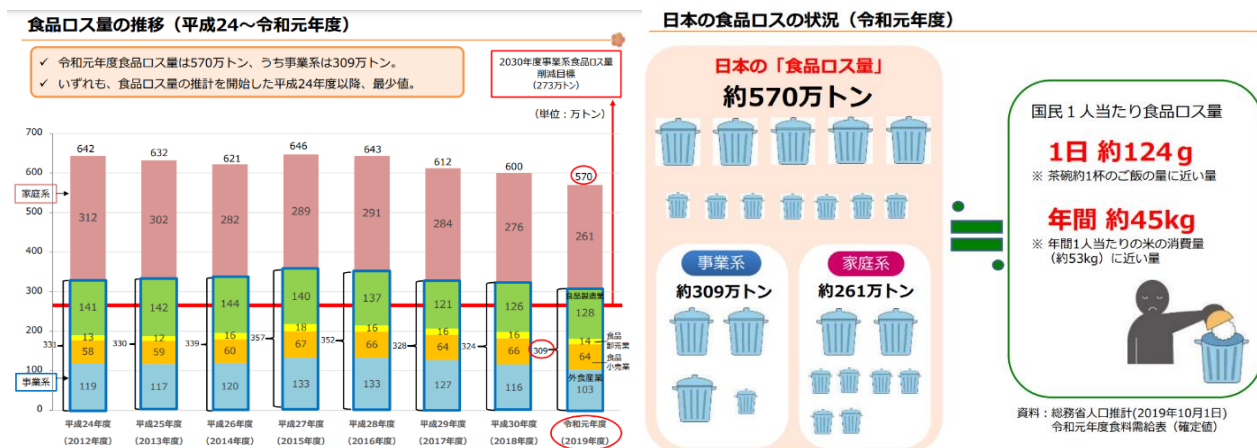 食品ロス量の推移（平成24～令和元年度）
✓ 令和元年度食品ロス量は570万トン、うち事業系は309万トン。
✓ いずれも、食品ロス量の推計を開始した平成24年度以降、最少値。
2030年度事業系食品ロス量
削減目標
（273万トン）
（単位：万トン）
700
600
500
400
300
200
100
0
家庭系
事業系
642 632 621 646 643 612 600 570
312 302 282 289 291 284 276 261
食品製造業
141 142 144 140 137 121 126 128
13 12 16 18 16 16 16 14
食品
卸売業
58 59 60 67 66 64 66 64
食品
小売業
331 330 339 357 352 328 324 309
外食産業
119 117 120 133 133 127 116 103
平成24年度 平成25年度 平成26年度 平成27年度 平成28年度 平成29年度 平成30年度 令和元年度
（2012年度） （2013年度） （2014年度） （2015年度） （2016年度） （2017年度） （2018年度） （2019年度）
日本の食品ロスの状況（令和元年度）
日本の「食品ロス量」
約570万トン
事業系
約309万トン
家庭系
約261万トン
国民１人当たり食品ロス量
1日 約124ｇ
※ 茶碗約1杯のご飯の量に近い量
年間 約45kg
※ 年間1人当たりの米の消費量
（約53kg）に近い量
資料：総務省人口推計(2019年10月1日)
令和元年度食料需給表（確定値）